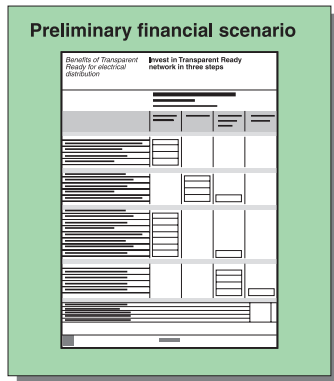 Preliminary financial scenario
Benefits of Transparent
Ready for electrical
distribution
Invest in Transparent Ready
network in three steps